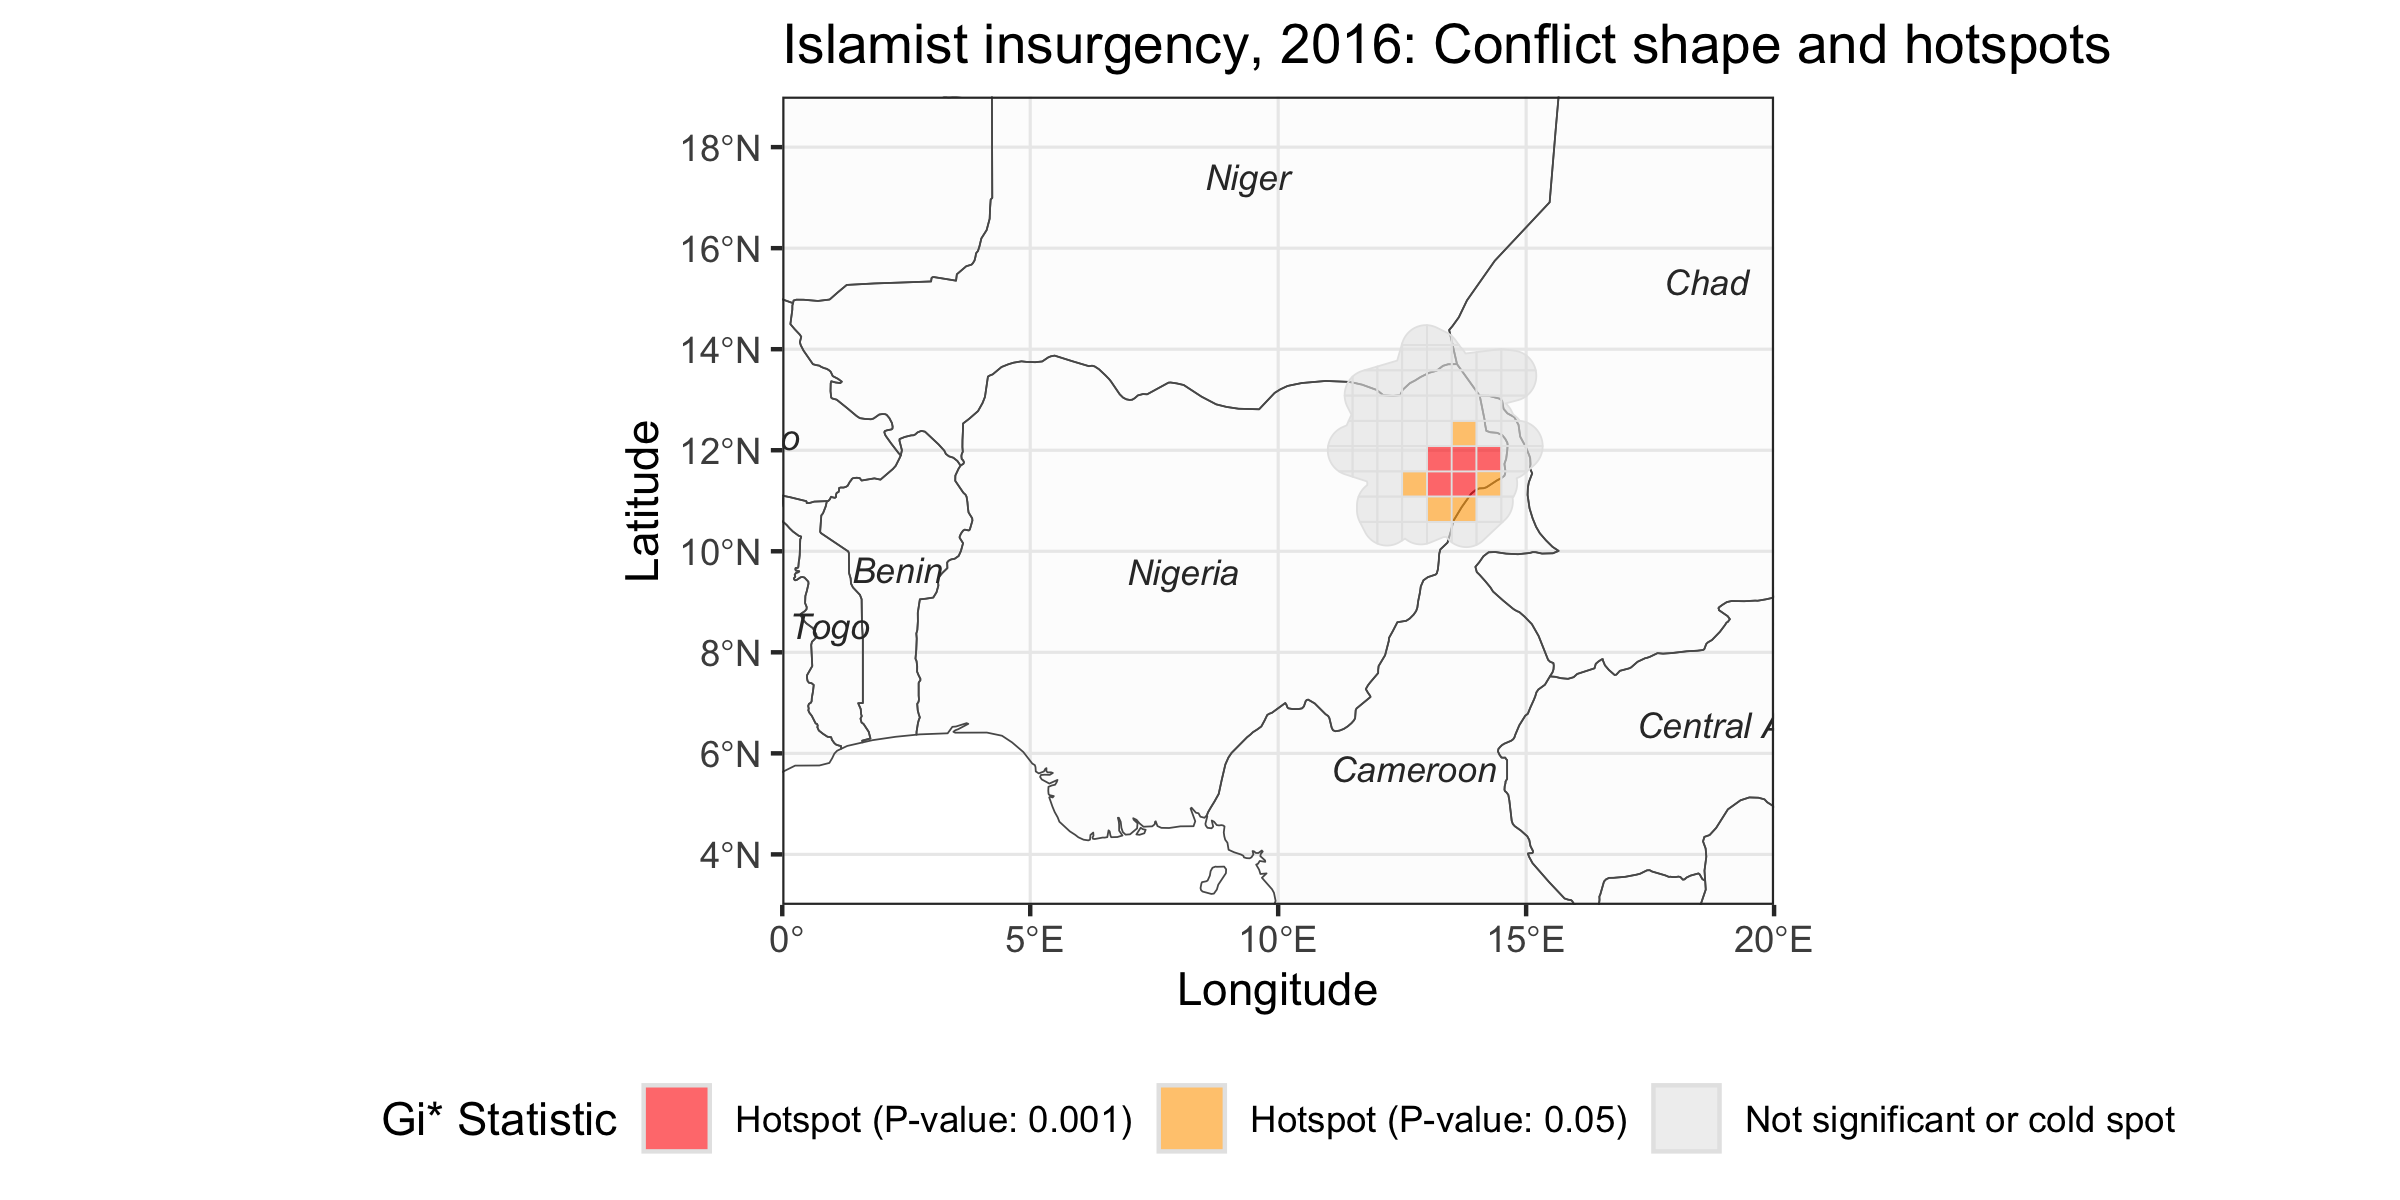 Islamist insurgency, 2016: Conflict shape and hotspots
18°N
16°N
14°N
12°N
10°N
8°N
6°N
4°N
Latitude
Niger
Chad
o
Benin
Nigeria
Togo
Central A
Cameroon
0° 5°E 10°E 15°E 20°E
Longitude
Gi* Statistic Hotspot (P-value: 0.001) Hotspot (P-value: 0.05) Not significant or cold spot